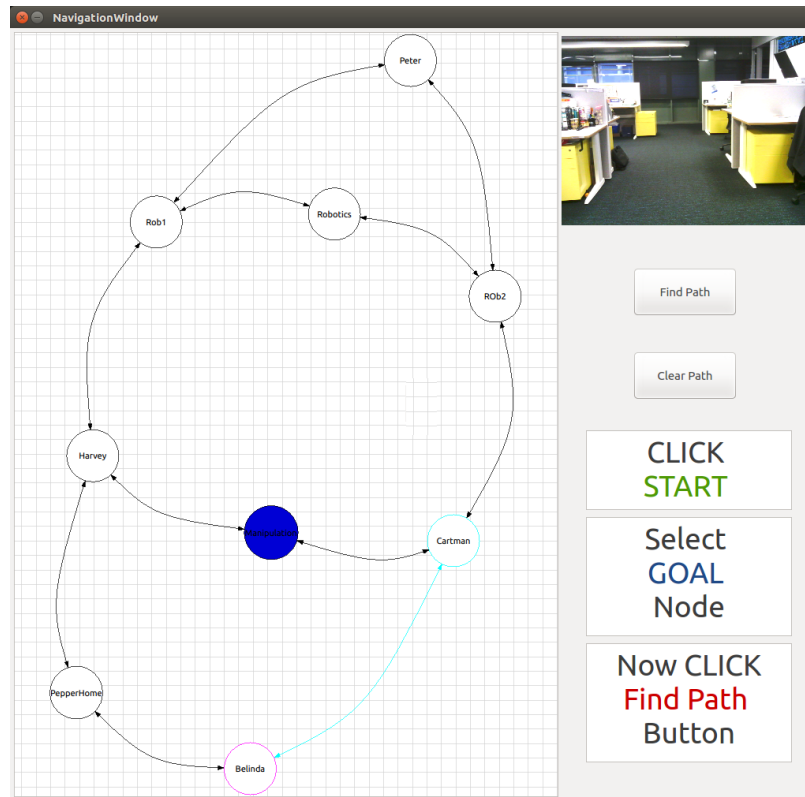 NavigationWindow
Peter
Rob1
Robotics
ROb2
Harvey
Cartman
PepperHome
Belinda
Find Path
Clear Path
CLICK
START
Select
GOAL
Node
Now CLICK
Find Path
Button